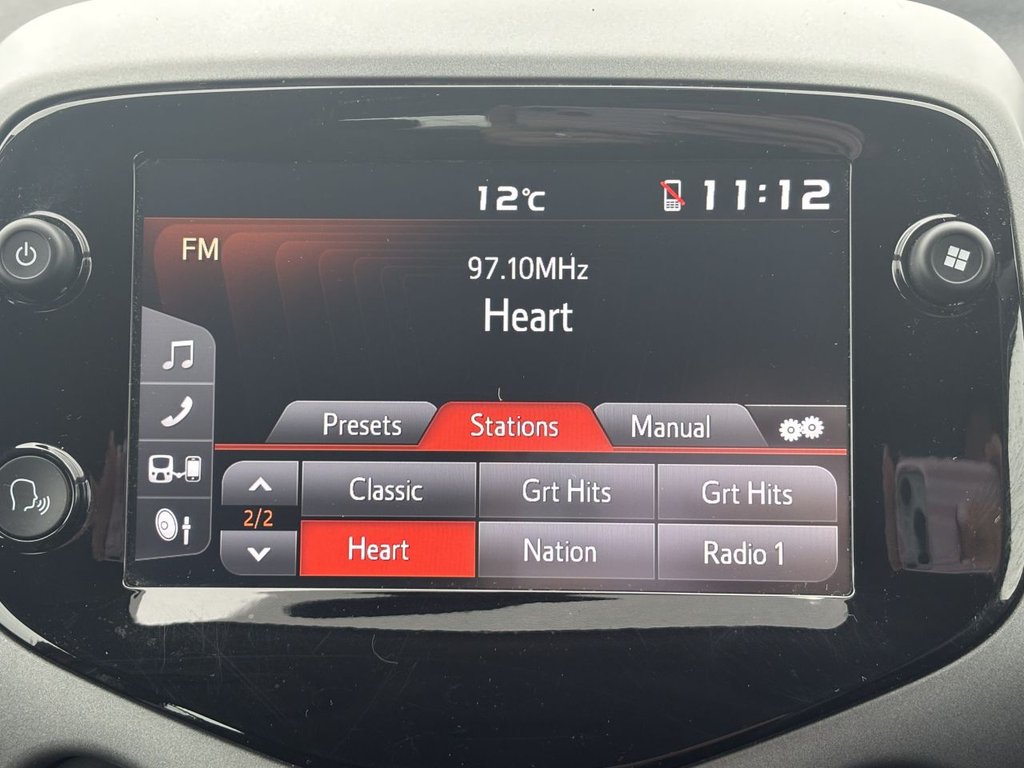 12°C 11:12
FM
97.10MHz
Heart
Presets Stations Manual
Classic Grt Hits Grt Hits
2/2
Heart Nation Radio 1